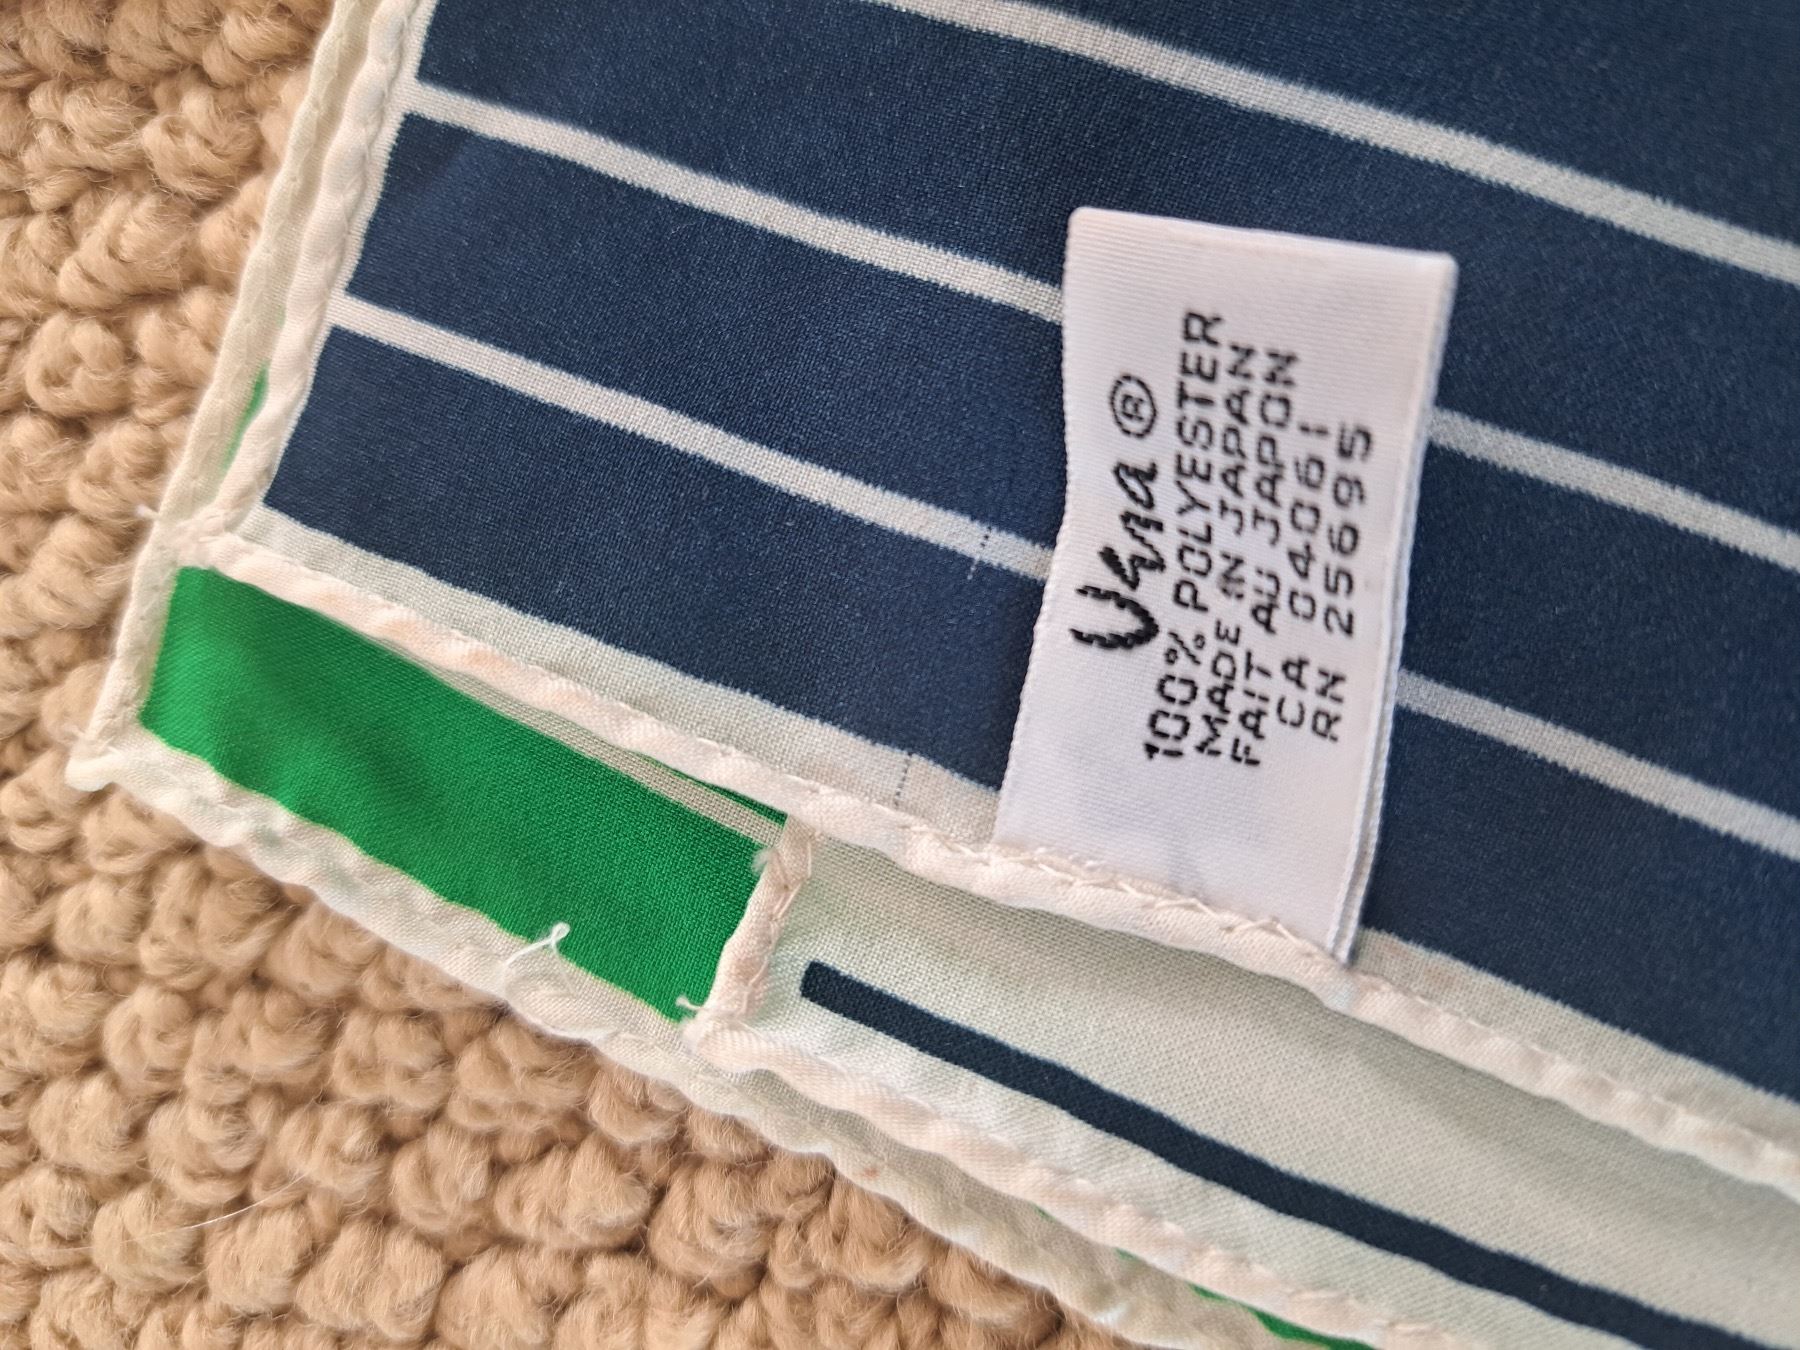 Vera ®
100% POLYESTER
MADE IN JAPAN
FAIT AU JAPON
CA 04061
RN 25695